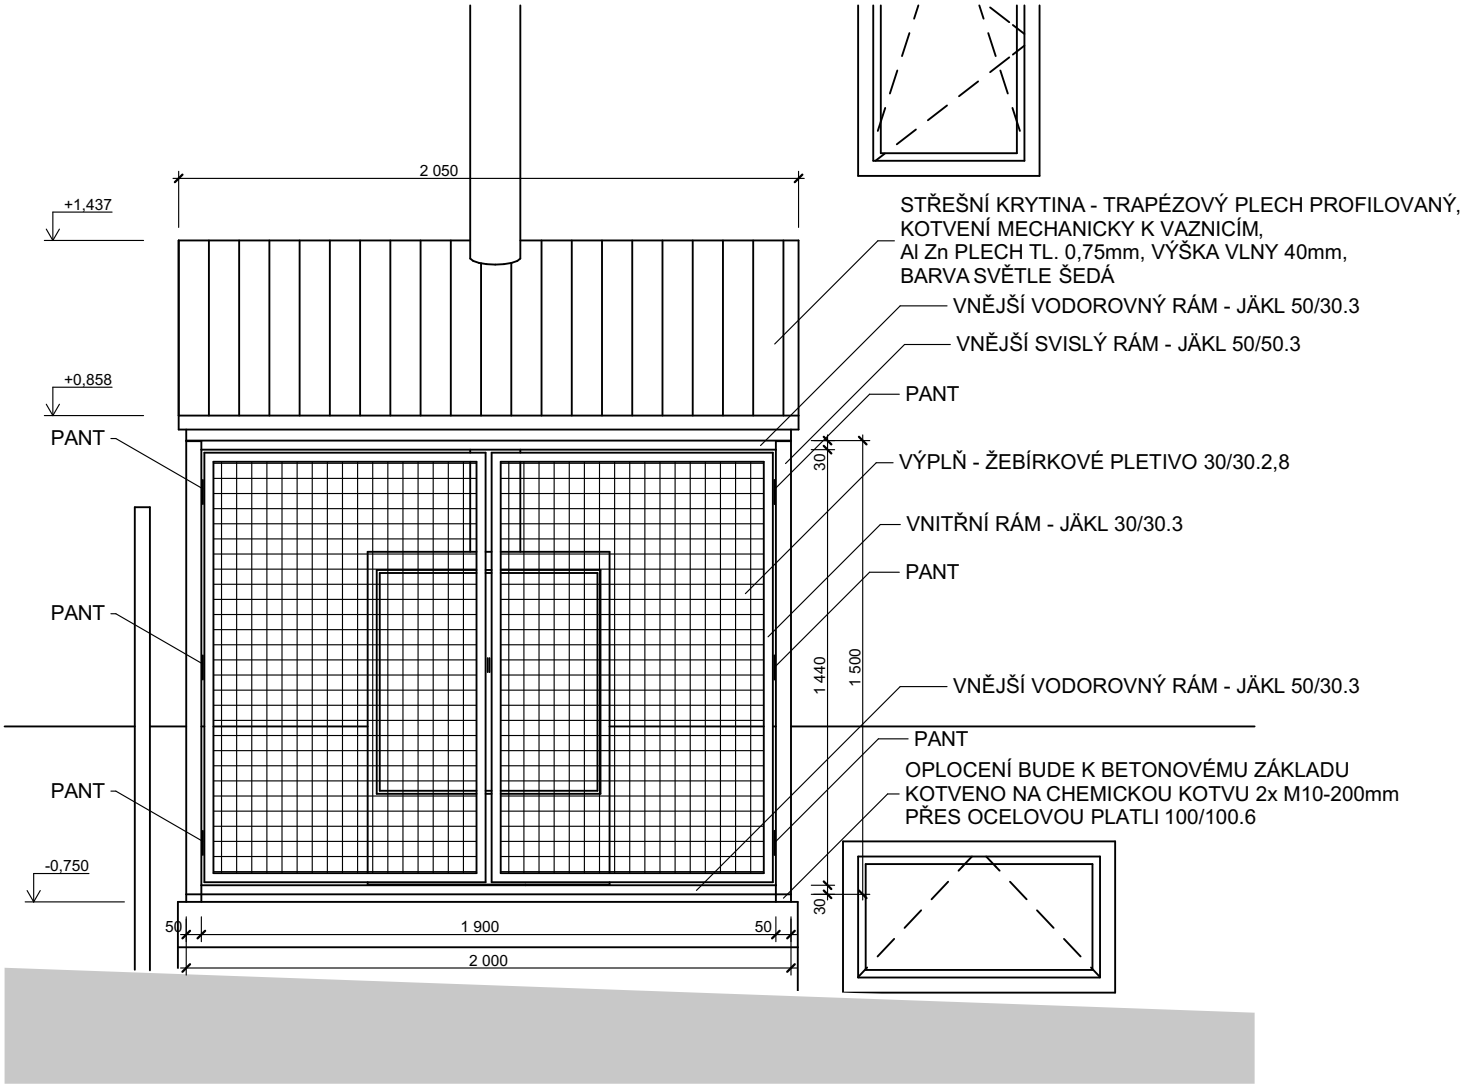 2 050
+1,437
STŘEŠNÍ KRYTINA - TRAPÉZOVÝ PLECH PROFILOVANÝ,
KOTVENÍ MECHANICKY K VAZNICÍM,
Al Zn PLECH TL. 0,75mm, VÝŠKA VLNY 40mm,
BARVA SVĚTLE ŠEDÁ
VNĚJŠÍ VODOROVNÝ RÁM - JÄKL 50/30.3
VNĚJŠÍ SVISLÝ RÁM - JÄKL 50/50.3
+0,858
PANT
PANT
30
VÝPLŇ - ŽEBÍRKOVÉ PLETIVO 30/30.2,8
VNITŘNÍ RÁM - JÄKL 30/30.3
PANT
PANT
1 440
1 500
VNĚJŠÍ VODOROVNÝ RÁM - JÄKL 50/30.3
PANT
OPLOCENÍ BUDE K BETONOVÉMU ZÁKLADU
KOTVENO NA CHEMICKOU KOTVU 2x M10-200mm
PŘES OCELOVOU PLATLI 100/100.6
PANT
-0,750
30
50
1 900
50
2 000